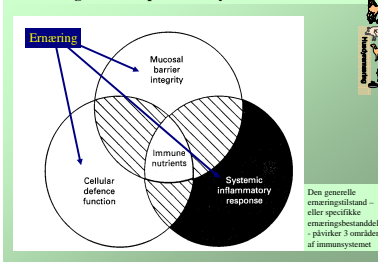 Ernæring
Mucosal
barrier
integrity
Immune
nutrients
Cellular
defence
function
Systemic
inflammatory
response
Den generelle
ernæringstilstand –
eller specifikke
ernæringsbestanddel
- påvirker 3 områder
af immunsystemet